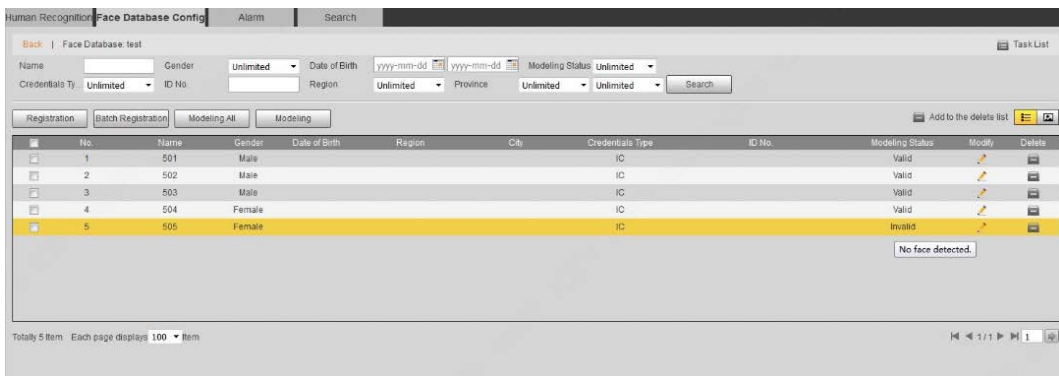 Human Recognition Face Database Config Alarm Search
Back | Face Database: test Task List
Name Gender Unlimited Date of Birth yyyy-mm-dd yyyy-mm-dd Modeling Status Unlimited
Credentials Ty... Unlimited ID No. Region Unlimited Province Unlimited Unlimited Search
Registration Batch Registration Modeling All Modeling Add to the delete list
No. Name Gender Date of Birth Region City Credentials Type ID No. Modeling Status Modify Delete
1 501 Male IC Valid
2 502 Male IC Valid
3 503 Male IC Valid
4 504 Female IC Valid
5 505 Female IC Invalid
No face detected.
Totally 5 Item Each page displays 100 Item 1/1 1